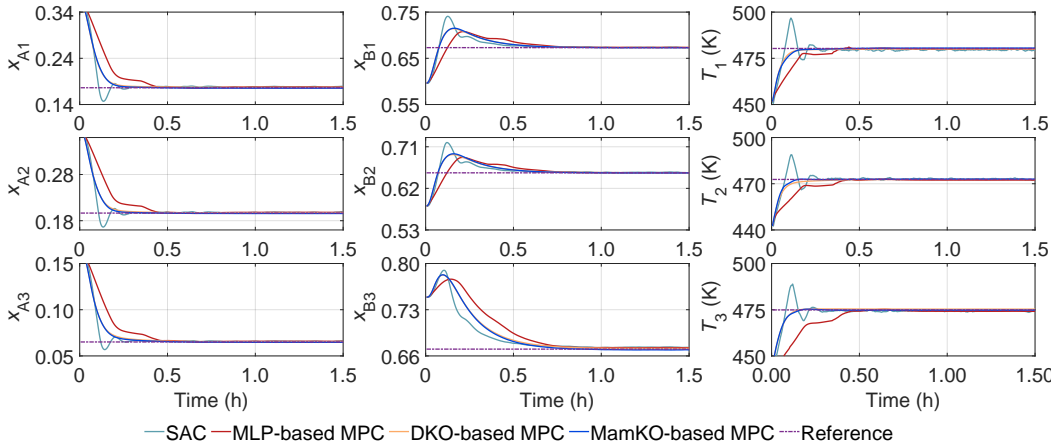 0.34
0.24
0.14
x_A1
0 0.5 1.0 1.5
0.75
0.65
0.55
x_B1
0 0.5 1.0 1.5
500
475
450
T_1 (K)
0 0.5 1.0 1.5
0.28
0.18
x_A2
0 0.5 1.0 1.5
0.71
0.62
0.53
x_B2
0 0.5 1.0 1.5
500
470
440
T_2 (K)
0 0.5 1.0 1.5
0.15
0.10
0.05
x_A3
0 0.5 1.0 1.5
Time (h)
0.80
0.73
0.66
x_B3
0 0.5 1.0 1.5
Time (h)
500
475
450
T_3 (K)
0.00 0.50 1.00 1.50
Time (h)
SAC MLP-based MPC DKO-based MPC MamKO-based MPC Reference